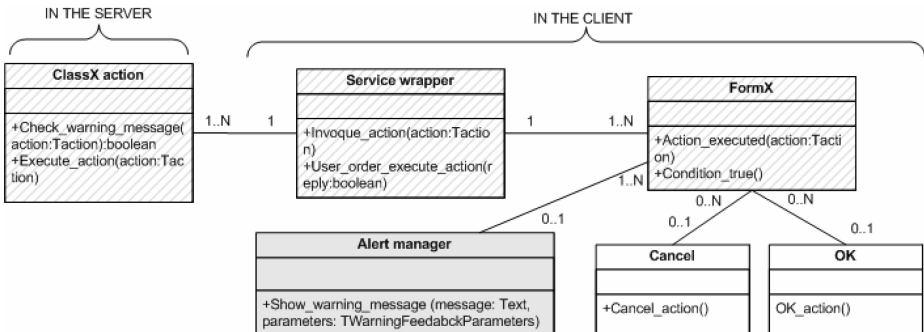 IN THE SERVER
IN THE CLIENT
ClassX action
+Check_warning_message(
action:Taction):boolean
+Execute_action(action:Tac
tion)
1..N
1
Service wrapper
+Invoque_action(action:Tactio
n)
+User_order_execute_action(r
eply:boolean)
1
1..N
FormX
+Action_executed(action:Tacti
on)
+Condition_true()
1..N
0..1
0..N
0..1
0..N
0..1
Alert manager
+Show_warning_message (message: Text,
parameters: TWarningFeedabckParameters)
Cancel
+Cancel_action()
OK
OK_action()